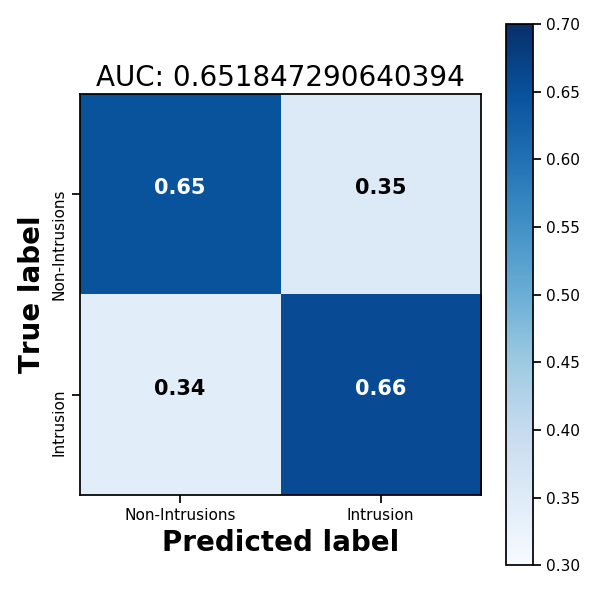 AUC: 0.651847290640394
True label
Non-Intrusions
Intrusion
0.65
0.35
0.34
0.66
Non-Intrusions
Intrusion
Predicted label
0.70
0.65
0.60
0.55
0.50
0.45
0.40
0.35
0.30